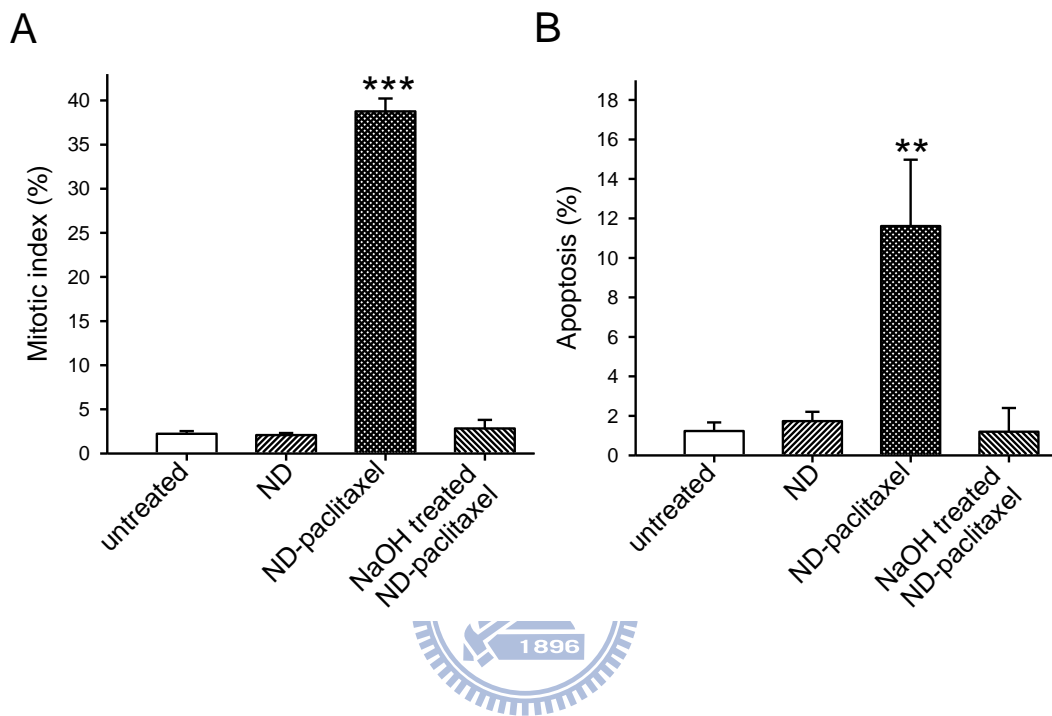 A
Mitotic index (%)
40
35
30
25
20
15
10
5
0
***
untreated
ND
ND-paclitaxel
NaOH treated
ND-paclitaxel
B
Apoptosis (%)
18
16
14
12
10
8
6
4
2
0
**
untreated
ND
ND-paclitaxel
NaOH treated
ND-paclitaxel
1896